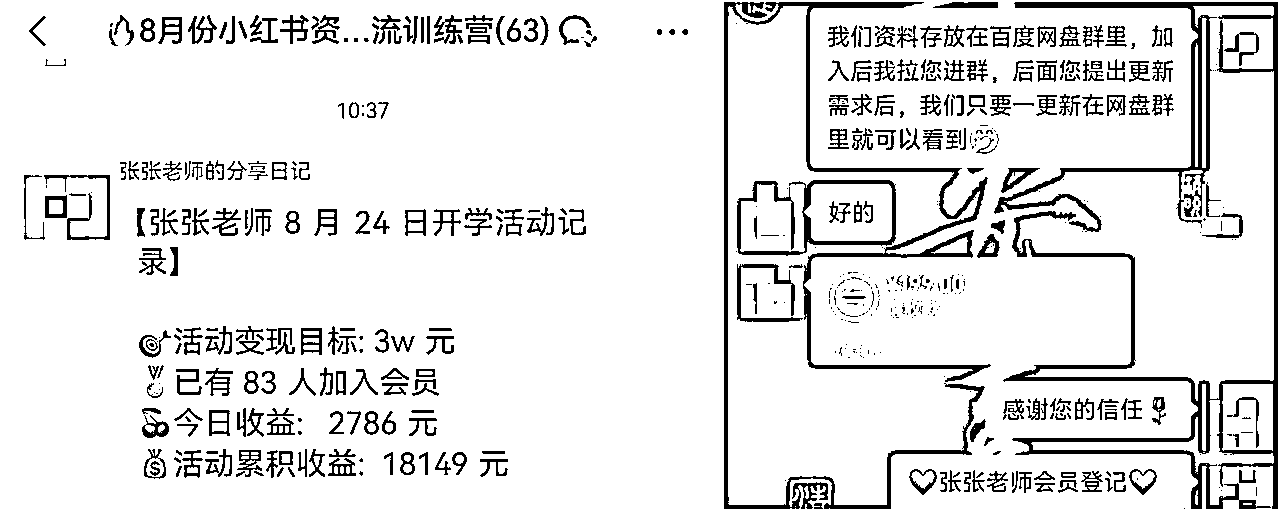 8月份小红书资...流训练营(63)
10:37
张张老师的分享日记
【张张老师 8 月 24 日开学活动记
录】
活动变现目标: 3w 元
已有 83 人加入会员
今日收益: 2786 元
活动累积收益: 18149 元
我们资料存放在百度网盘群里，加
入后我拉您进群，后面您提出更新
需求后，我们只要一更新在网盘群
里就可以看到
好的
感谢您的信任
张张老师会员登记